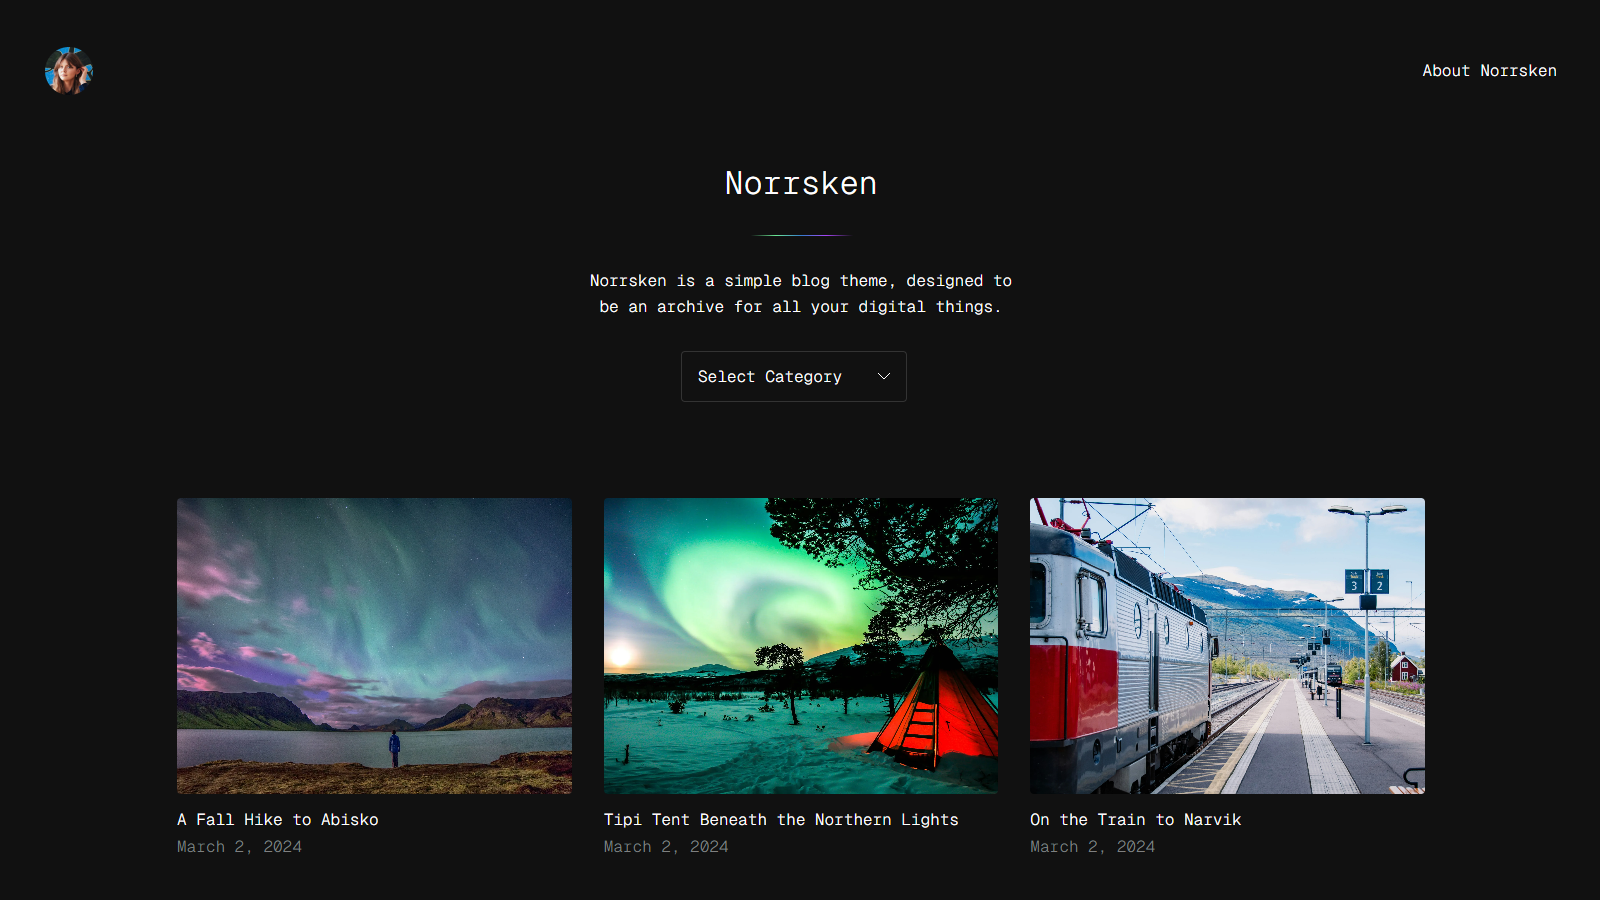 About Norrsken
Norrsken
Norrsken is a simple blog theme, designed to
be an archive for all your digital things.
Select Category
3 2
A Fall Hike to Abisko
Tipi Tent Beneath the Northern Lights
On the Train to Narvik
March 2, 2024
March 2, 2024
March 2, 2024